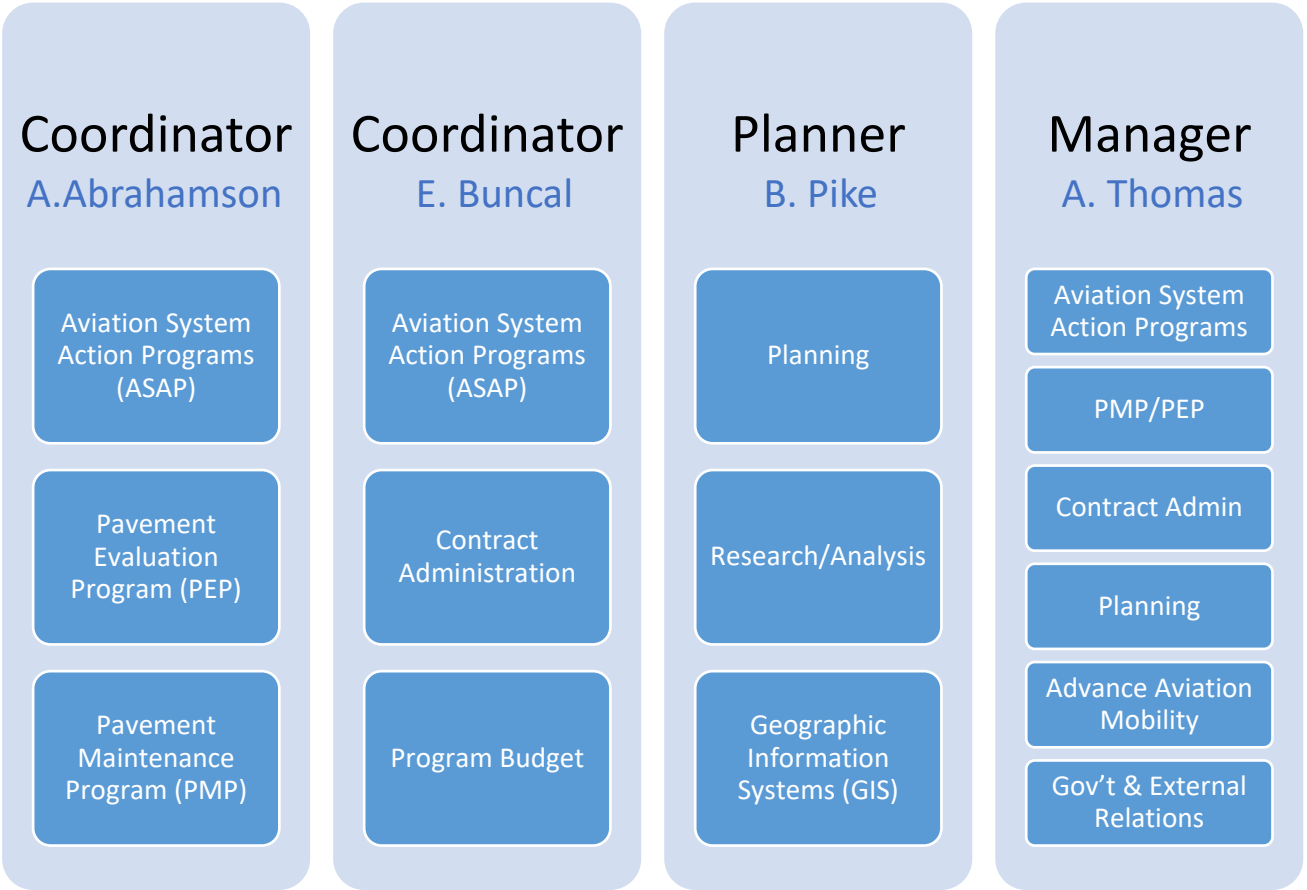 Coordinator
A.Abrahamson
Aviation System
Action Programs
(ASAP)
Pavement
Evaluation
Program (PEP)
Pavement
Maintenance
Program (PMP)
Coordinator
E. Buncal
Aviation System
Action Programs
(ASAP)
Contract
Administration
Program Budget
Planner
B. Pike
Planning
Research/Analysis
Geographic
Information
Systems (GIS)
Manager
A. Thomas
Aviation System
Action Programs
PMP/PEP
Contract Admin
Planning
Advance Aviation
Mobility
Gov’t & External
Relations